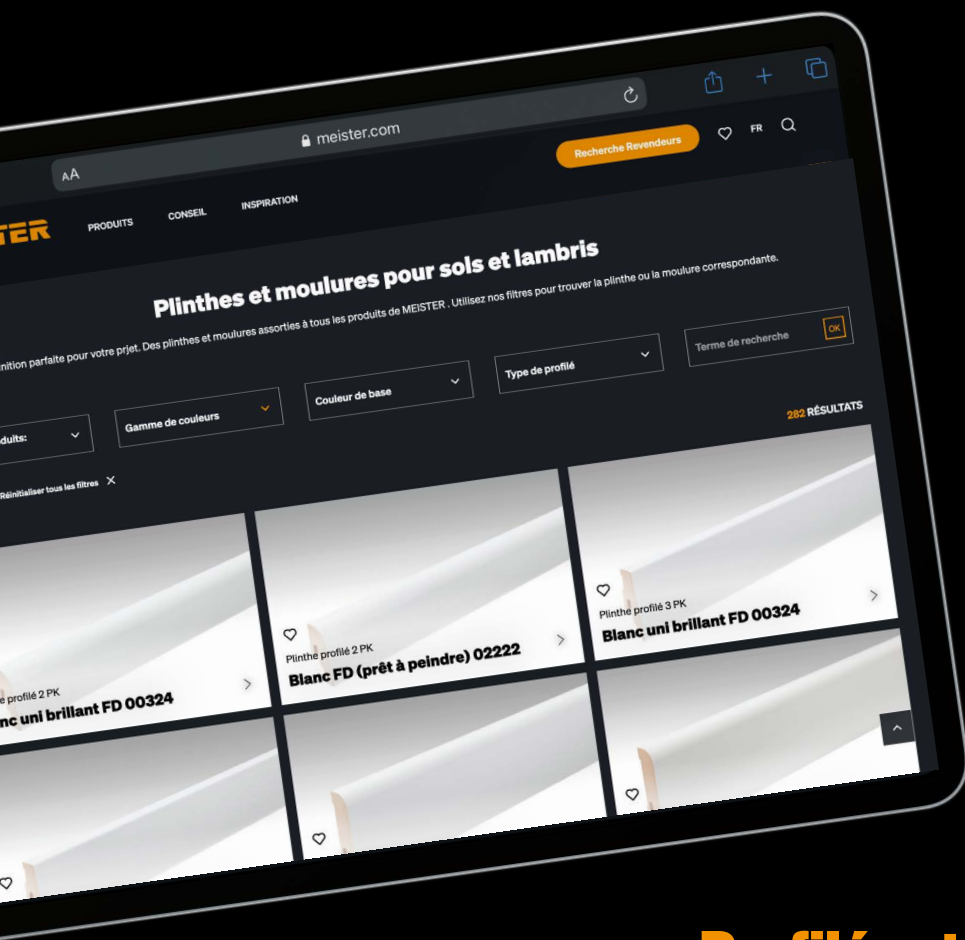 AA
meister.com
Recherche Revendeurs
FR
PRODUITS
CONSEIL
INSPIRATION
Plinthes et moulures pour sols et lambris
parfaite pour votre prjet. Des plinthes et moulures assorties à tous les produits de MEISTER . Utilisez nos filtres pour trouver la plinthe ou la moulure correspondante.
Gamme de couleurs
Couleur de base
Type de profilé
Terme de recherche
OK
282 RÉSULTATS
Réinitialiser tous les filtres
profilé 2 PK
uni brillant FD 00324
Plinthe profilé 2 PK
Blanc FD (prêt à peindre) 02222
Plinthe profilé 3 PK
Blanc uni brillant FD 00324